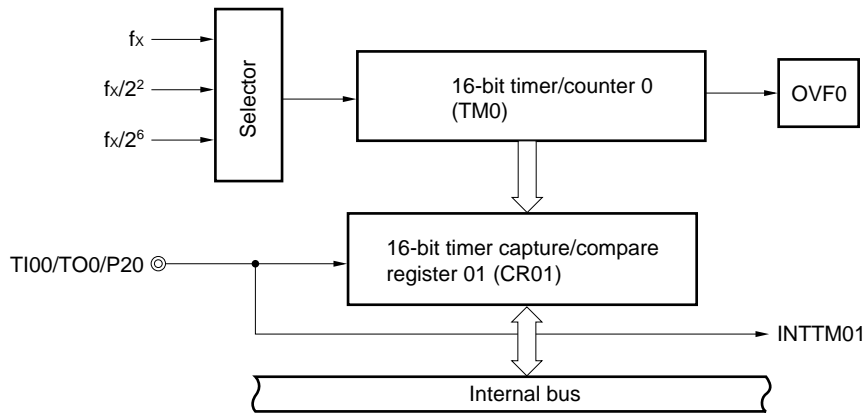 fX
fX/2²
fX/2⁶
Selector
16-bit timer/counter 0
(TM0)
OVF0
TI00/TO0/P20
16-bit timer capture/compare
register 01 (CR01)
INTTM01
Internal bus